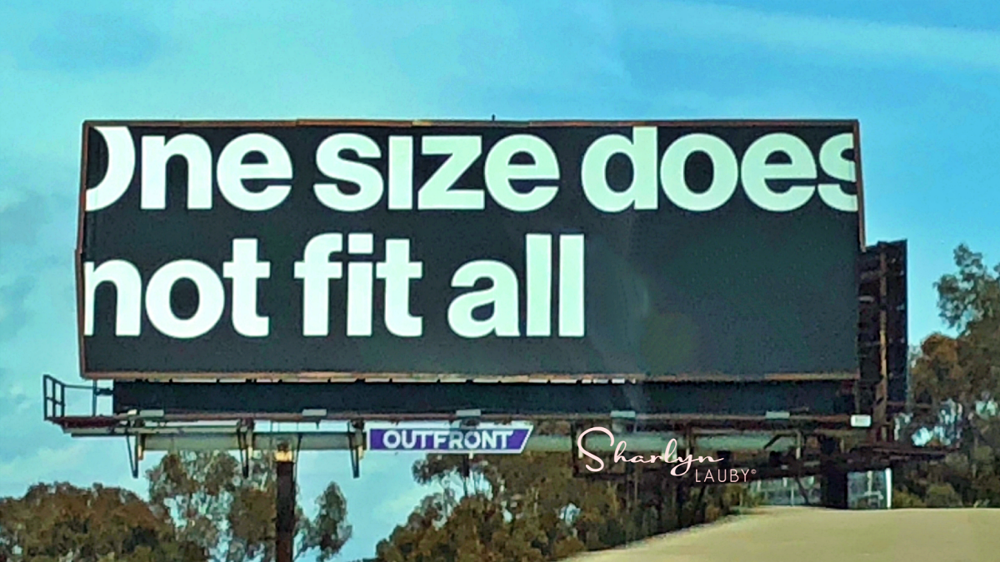 One size does
not fit all
OUTFRONT
Sharlyn
LAUBY©